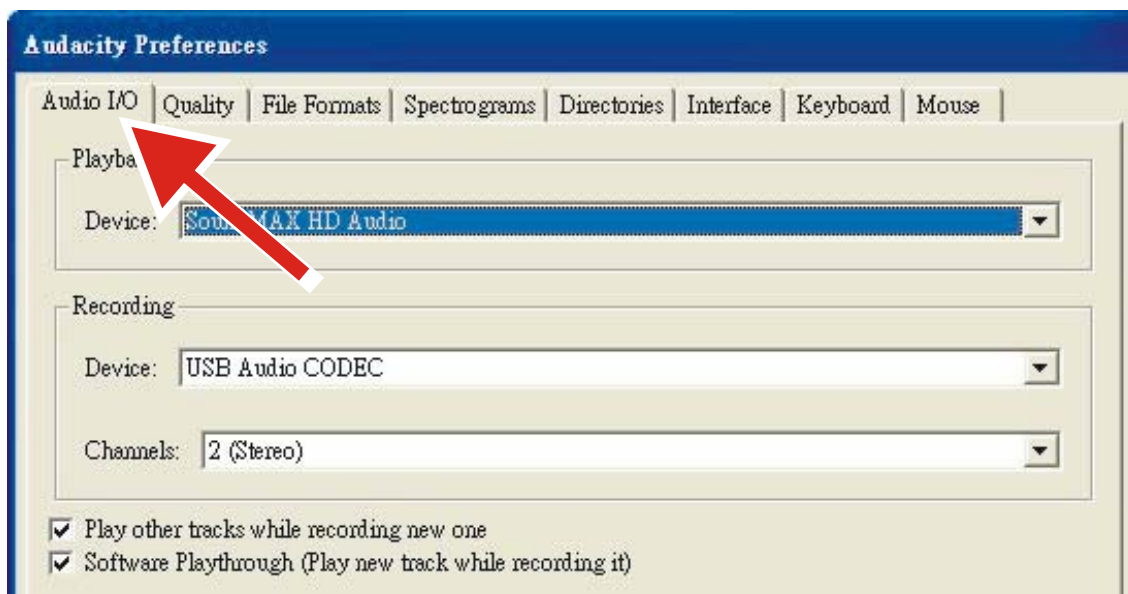 Audacity Preferences
Audio I/O Quality File Formats Spectrograms Directories Interface Keyboard Mouse
Device: MAX HD Audio
Recording
Device: USB Audio CODEC
Channels: 2 (Stereo)
Play other tracks while recording new one
Software Playthrough (Play new track while recording it)